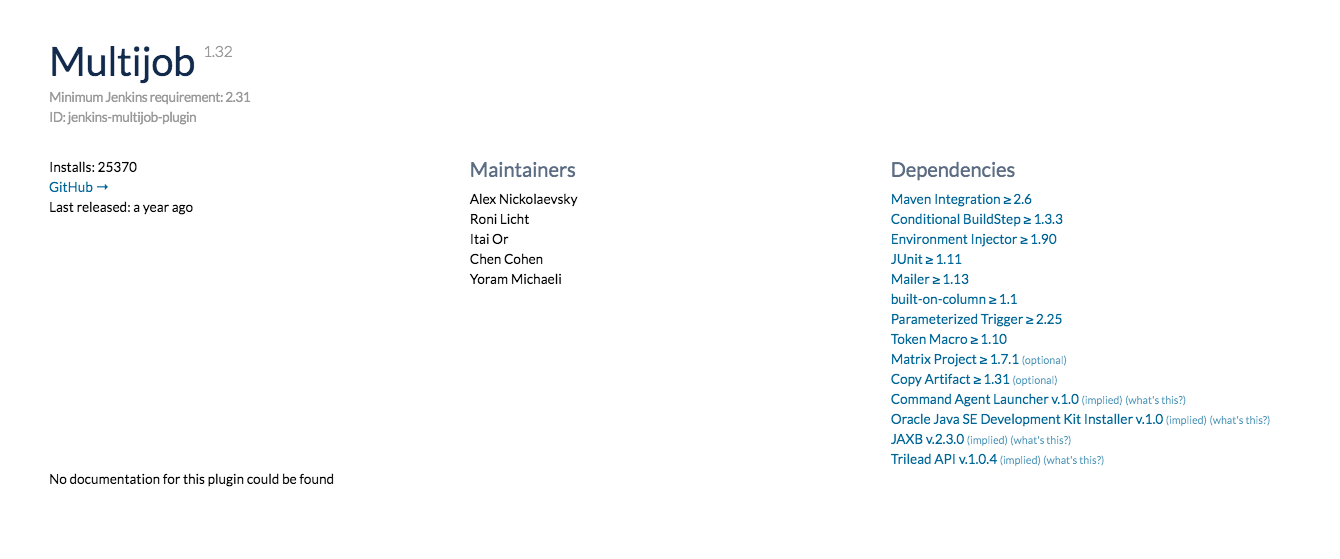 Multijob 1.32
Minimum Jenkins requirement: 2.31
ID: jenkins-multijob-plugin
Installs: 25370
GitHub →
Last released: a year ago
Maintainers
Alex Nickolaevsky
Roni Licht
Itai Or
Chen Cohen
Yoram Michaeli
Dependencies
Maven Integration ≥ 2.6
Conditional BuildStep ≥ 1.3.3
Environment Injector ≥ 1.90
JUnit ≥ 1.11
Mailer ≥ 1.13
built-on-column ≥ 1.1
Parameterized Trigger ≥ 2.25
Token Macro ≥ 1.10
Matrix Project ≥ 1.7.1 (optional)
Copy Artifact ≥ 1.31 (optional)
Command Agent Launcher v.1.0 (implied) (what's this?)
Oracle Java SE Development Kit Installer v.1.0 (implied) (what's this?)
JAXB v.2.3.0 (implied) (what's this?)
Trilead API v.1.0.4 (implied) (what's this?)
No documentation for this plugin could be found